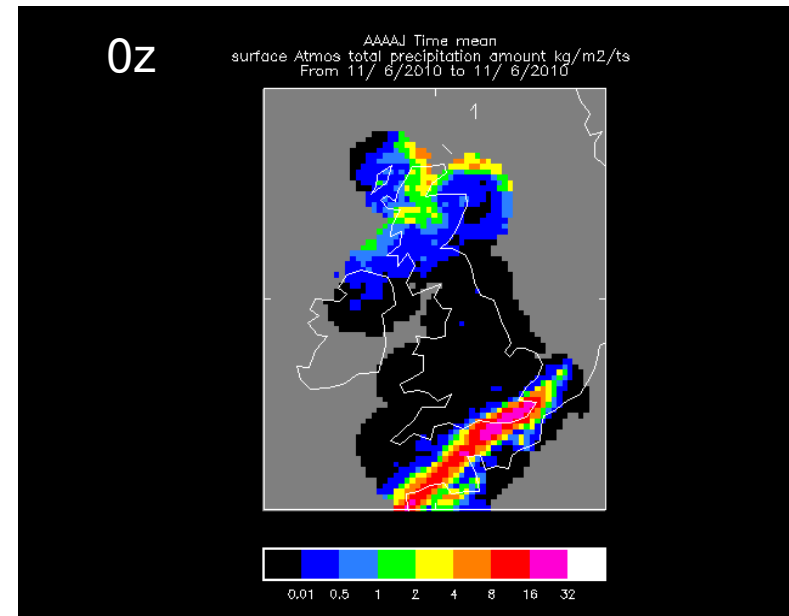 0z
AAAAJ Time mean
surface Atmos total precipitation amount kg/m2/ts
From 11/ 6/2010 to 11/ 6/2010
1
0.01 0.5 1 2 4 8 16 32